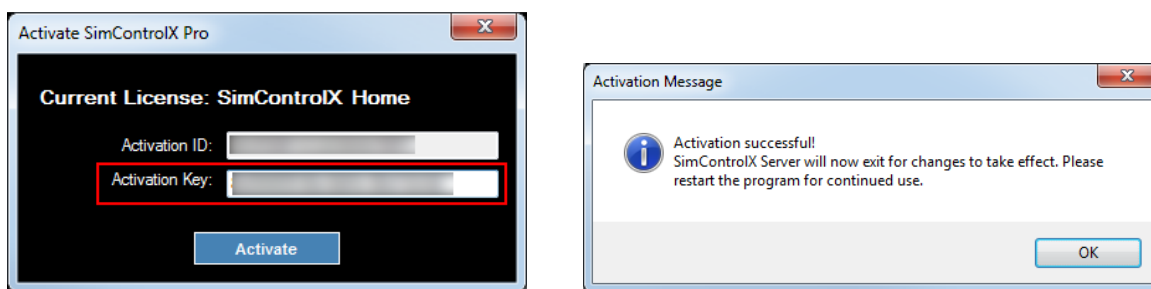 Activate SimControlX Pro
Current License: SimControlX Home
Activation ID:
Activation Key:
Activate
Activation Message
Activation successful!
SimControlX Server will now exit for changes to take effect. Please
restart the program for continued use.
OK